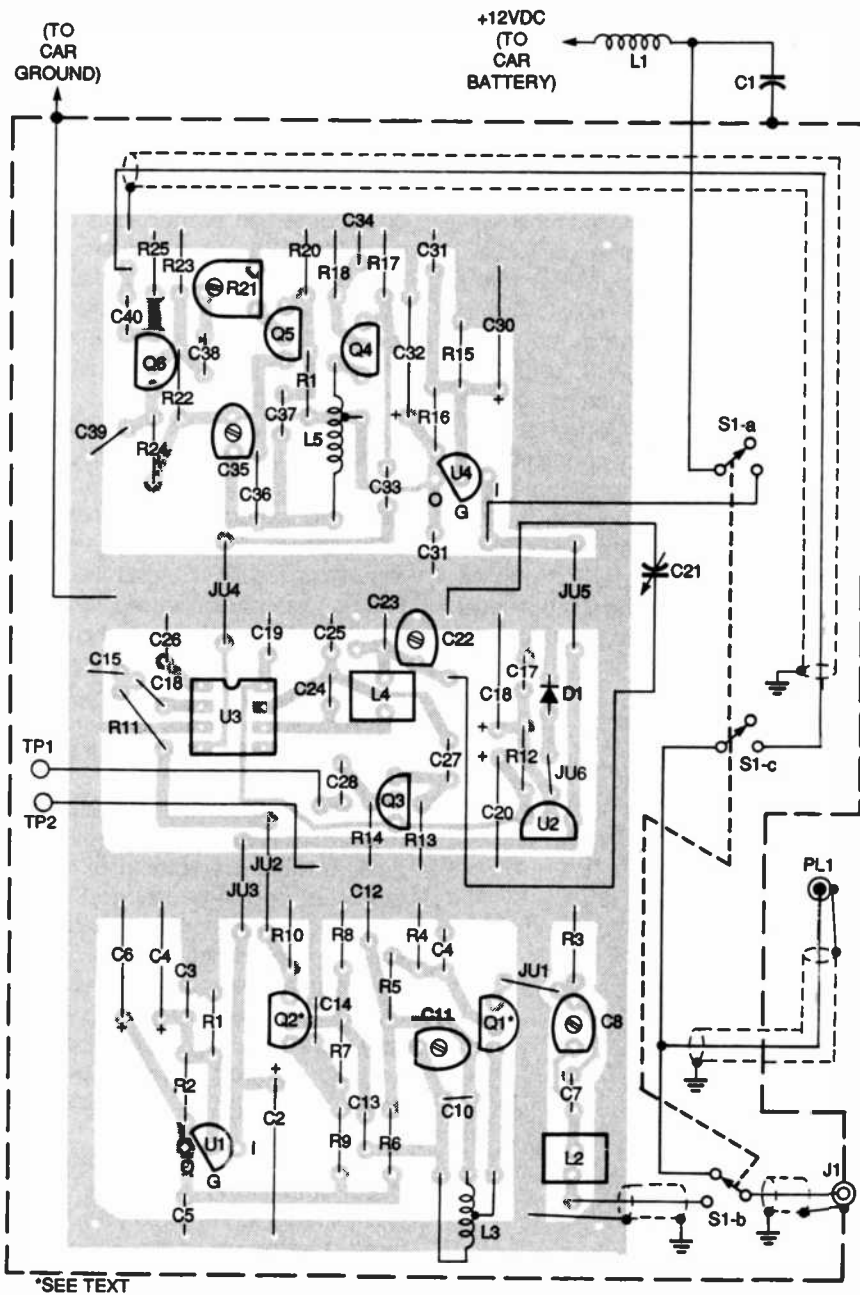 (TO
CAR
GROUND)
+12VDC
(TO
CAR
BATTERY)
L1
C1
C34
R25
R23
R20
R18
R17
C31
R21
C40
Q5
C30
Q6
C38
Q4
C32
R15
R1
R22
C37
R16
+
+
S1-a
C39
L5
R24
C35
U4
C36
C33
I
O
G
C31
C21
JU4
JU5
C23
C26
C19
C25
C22
C15
C18
C17
C24
L4
C18
D1
U3
R11
TP1
+
S1-c
C27
+
R12
C28
JU6
TP2
Q3
C20
U2
R14
R13
JU2
PL1
JU3
C12
R10
R8
R4
C4
R3
C6
C4
C3
R5
JU1
C14
C11
Q2*
Q1*
C8
+
+
R1
R7
R2
+
C7
C2
C13
C10
U1
I
R9
R6
L2
O
G
J1
C5
L3
S1-b
*SEE TEXT